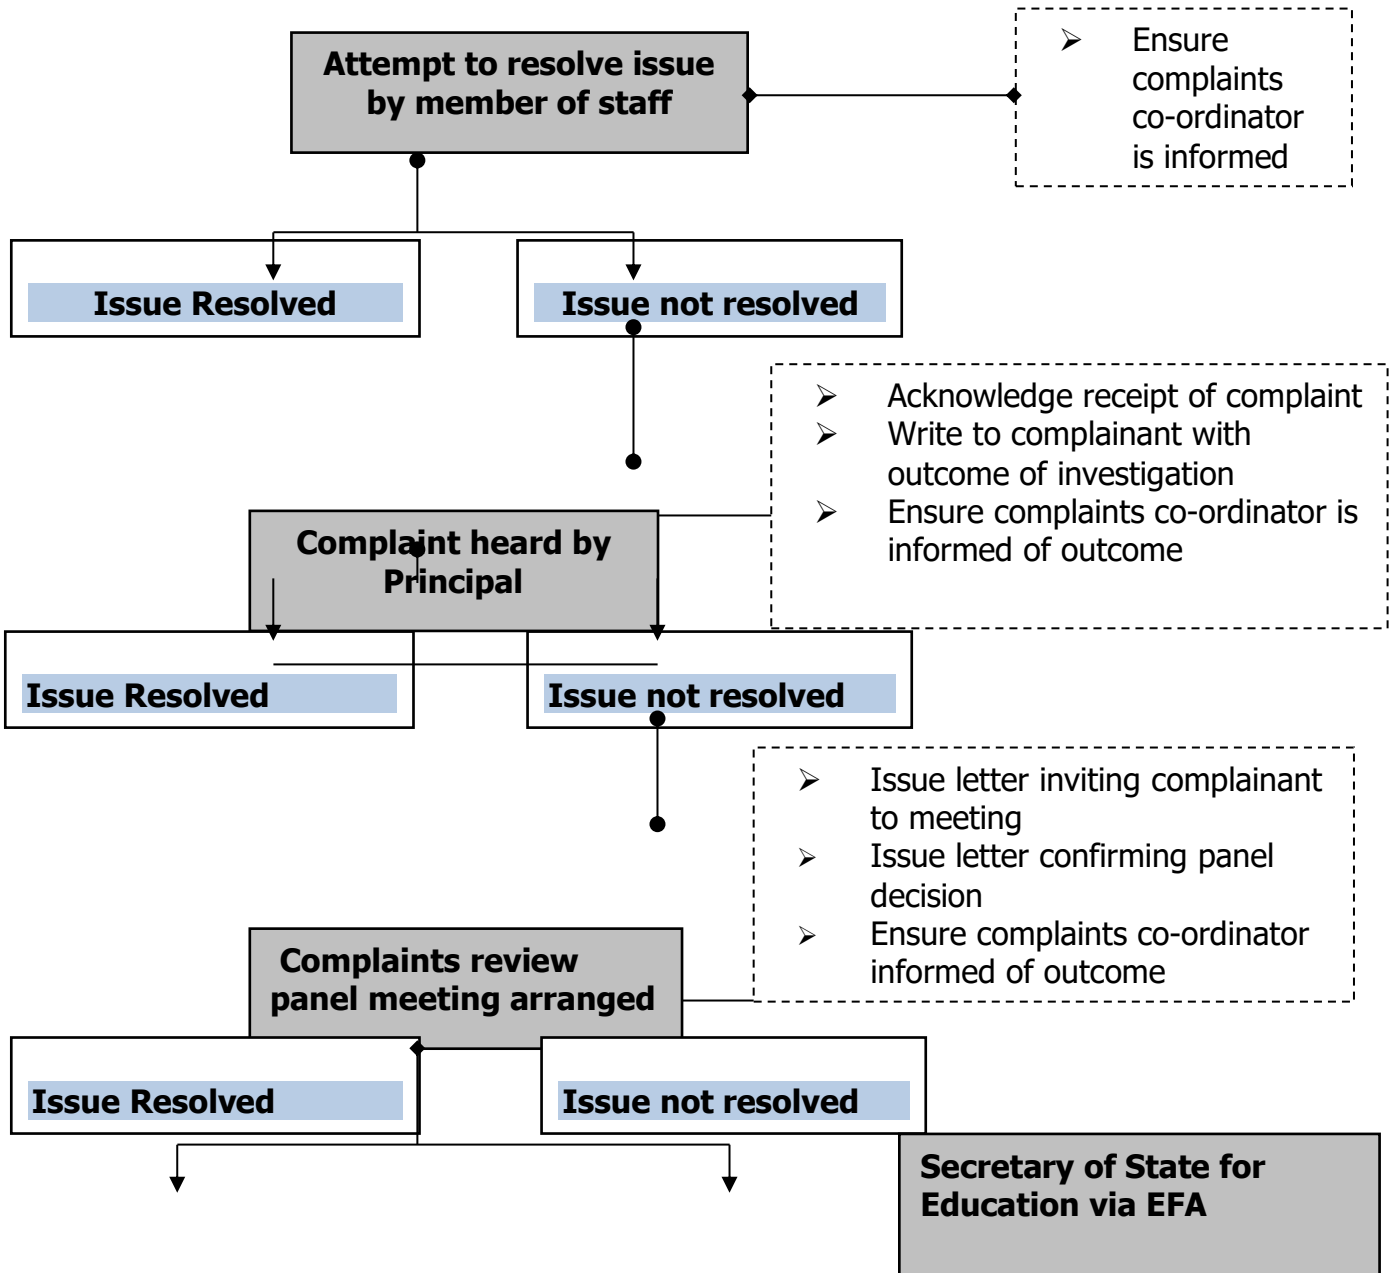 Attempt to resolve issue
by member of staff
➢ Ensure
complaints
co-ordinator
is informed
Issue Resolved
Issue not resolved
➢ Acknowledge receipt of complaint
➢ Write to complainant with
outcome of investigation
➢ Ensure complaints co-ordinator is
informed of outcome
Complaint heard by
Principal
Issue Resolved
Issue not resolved
➢ Issue letter inviting complainant
to meeting
➢ Issue letter confirming panel
decision
➢ Ensure complaints co-ordinator
informed of outcome
Complaints review
panel meeting arranged
Issue Resolved
Issue not resolved
Secretary of State for
Education via EFA